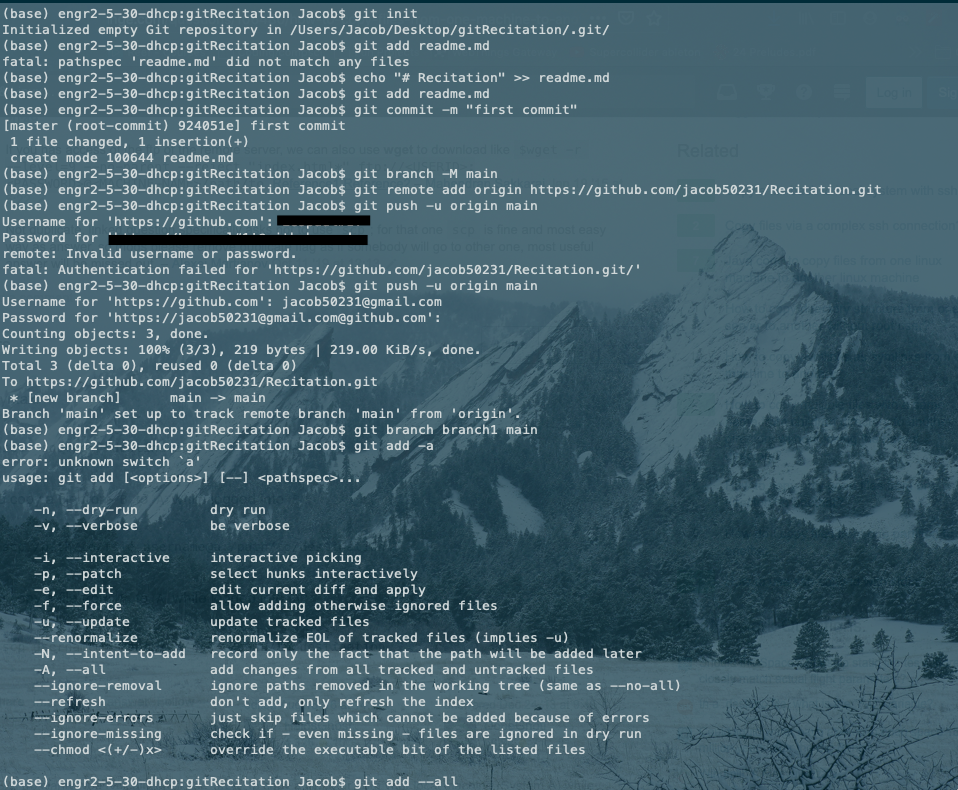 (base) engr2-5-30-dhcp:gitRecitation Jacob$ git init
Initialized empty Git repository in /Users/Jacob/Desktop/gitRecitation/.git/
(base) engr2-5-30-dhcp:gitRecitation Jacob$ git add readme.md
fatal: pathspec 'readme.md' did not match any files
(base) engr2-5-30-dhcp:gitRecitation Jacob$ echo "# Recitation" >> readme.md
(base) engr2-5-30-dhcp:gitRecitation Jacob$ git add readme.md
(base) engr2-5-30-dhcp:gitRecitation Jacob$ git commit -m "first commit"
[master (root-commit) 924051e] first commit
 1 file changed, 1 insertion(+)
 create mode 100644 readme.md
(base) engr2-5-30-dhcp:gitRecitation Jacob$ git branch -M main
(base) engr2-5-30-dhcp:gitRecitation Jacob$ git remote add origin https://github.com/jacob50231/Recitation.git
(base) engr2-5-30-dhcp:gitRecitation Jacob$ git push -u origin main
Username for 'https://github.com':
Password for
remote: Invalid username or password.
fatal: Authentication failed for 'https://github.com/jacob50231/Recitation.git/'
(base) engr2-5-30-dhcp:gitRecitation Jacob$ git push -u origin main
Username for 'https://github.com': jacob50231@gmail.com
Password for 'https://jacob50231@gmail.com@github.com':
Counting objects: 3, done.
Writing objects: 100% (3/3), 219 bytes | 219.00 KiB/s, done.
Total 3 (delta 0), reused 0 (delta 0)
To https://github.com/jacob50231/Recitation.git
 * [new branch]      main -> main
Branch 'main' set up to track remote branch 'main' from 'origin'.
(base) engr2-5-30-dhcp:gitRecitation Jacob$ git branch branch1 main
(base) engr2-5-30-dhcp:gitRecitation Jacob$ git add -a
error: unknown switch `a'
usage: git add [<options>] [--] <pathspec>...

    -n, --dry-run         dry run
    -v, --verbose         be verbose

    -i, --interactive     interactive picking
    -p, --patch           select hunks interactively
    -e, --edit            edit current diff and apply
    -f, --force           allow adding otherwise ignored files
    -u, --update          update tracked files
    --renormalize         renormalize EOL of tracked files (implies -u)
    -N, --intent-to-add   record only the fact that the path will be added later
    -A, --all             add changes from all tracked and untracked files
    --ignore-removal      ignore paths removed in the working tree (same as --no-all)
    --refresh             don't add, only refresh the index
    --ignore-errors       just skip files which cannot be added because of errors
    --ignore-missing      check if - even missing - files are ignored in dry run
    --chmod <(+/-)x>      override the executable bit of the listed files

(base) engr2-5-30-dhcp:gitRecitation Jacob$ git add --all
Log in
Related